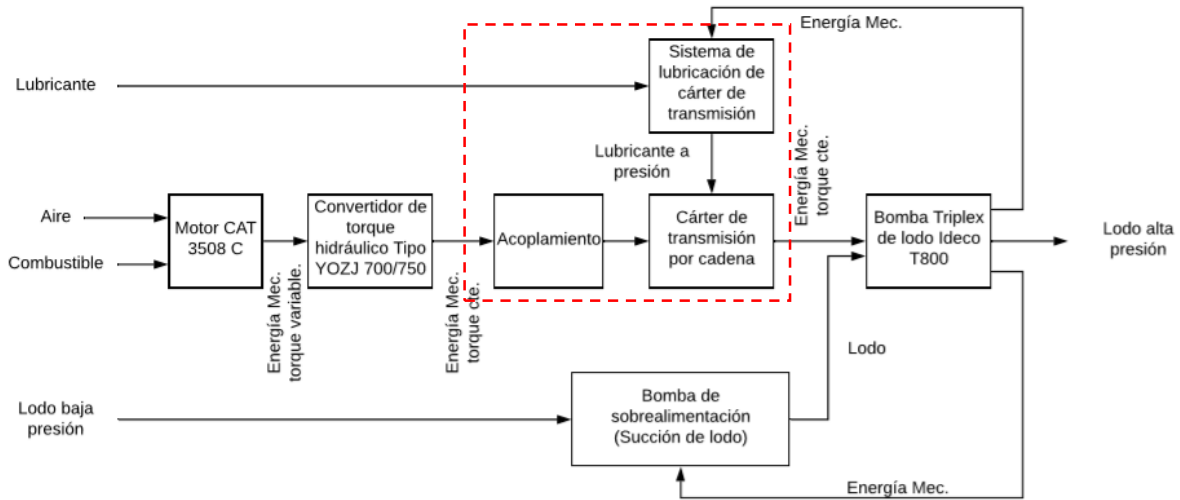 Energía Mec.
Sistema de
lubricación de
cárter de
transmisión
Lubricante
Lubricante a
presión
Energía Mec.
torque cte.
Aire
Combustible
Motor CAT
3508 C
Convertidor de
torque
hidráulico Tipo
YOZJ 700/750
Acoplamiento
Cárter de
transmisión
por cadena
Bomba Triplex
de lodo Ideco
T800
Lodo alta
presión
Energía Mec.
torque variable.
Energía Mec.
torque cte.
Lodo
Lodo baja
presión
Bomba de
sobrealimentación
(Succión de lodo)
Energía Mec.